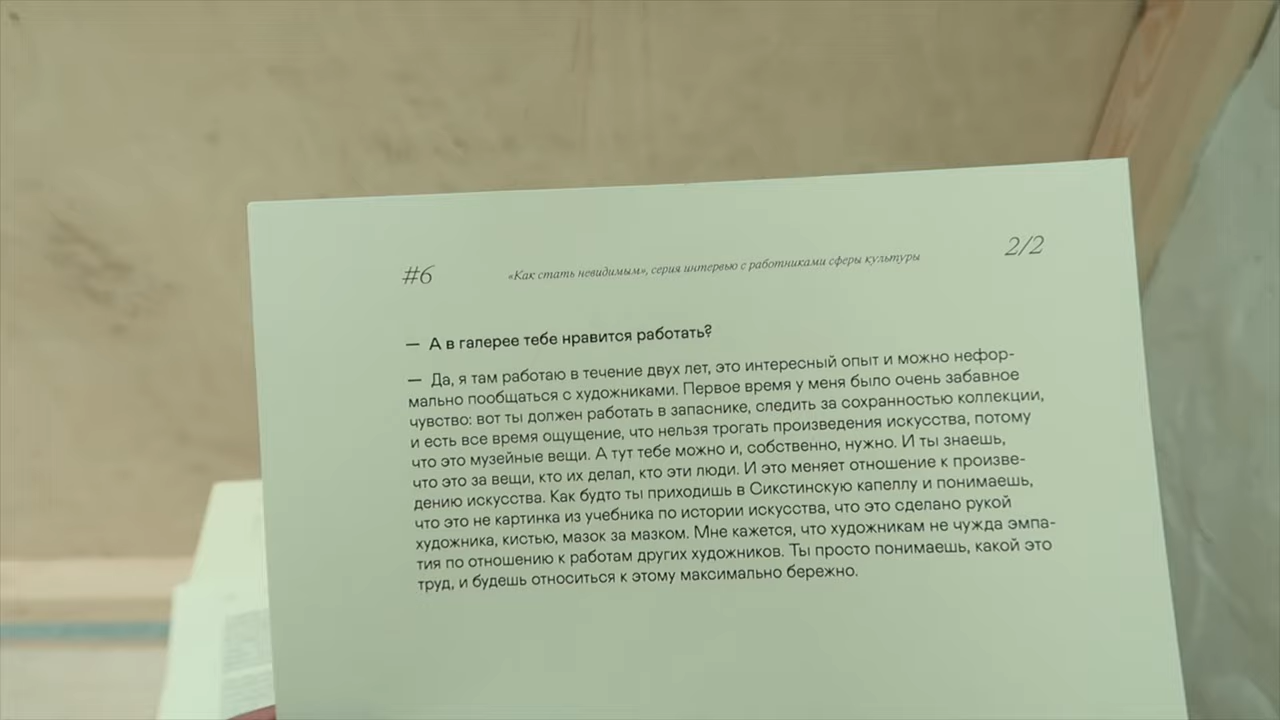 #6
«Как стать невидимым», серия интервью с работниками сферы культуры
2/2
— А в галерее тебе нравится работать?
— Да, я там работаю в течение двух лет, это интересный опыт и можно нефор-
мально пообщаться с художниками. Первое время у меня было очень забавное
чувство: вот ты должен работать в запаснике, следить за сохранностью коллекции,
и есть все время ощущение, что нельзя трогать произведения искусства, потому
что это музейные вещи. А тут тебе можно и, собственно, нужно. И ты знаешь,
что это за вещи, кто их делал, кто эти люди. И это меняет отношение к произве-
дению искусства. Как будто ты приходишь в Сикстинскую капеллу и понимаешь,
что это не картинка из учебника по истории искусства, что это сделано рукой
художника, кистью, мазок за мазком. Мне кажется, что художникам не чужда эмпа-
тия по отношению к работам других художников. Ты просто понимаешь, какой это
труд, и будешь относиться к этому максимально бережно.